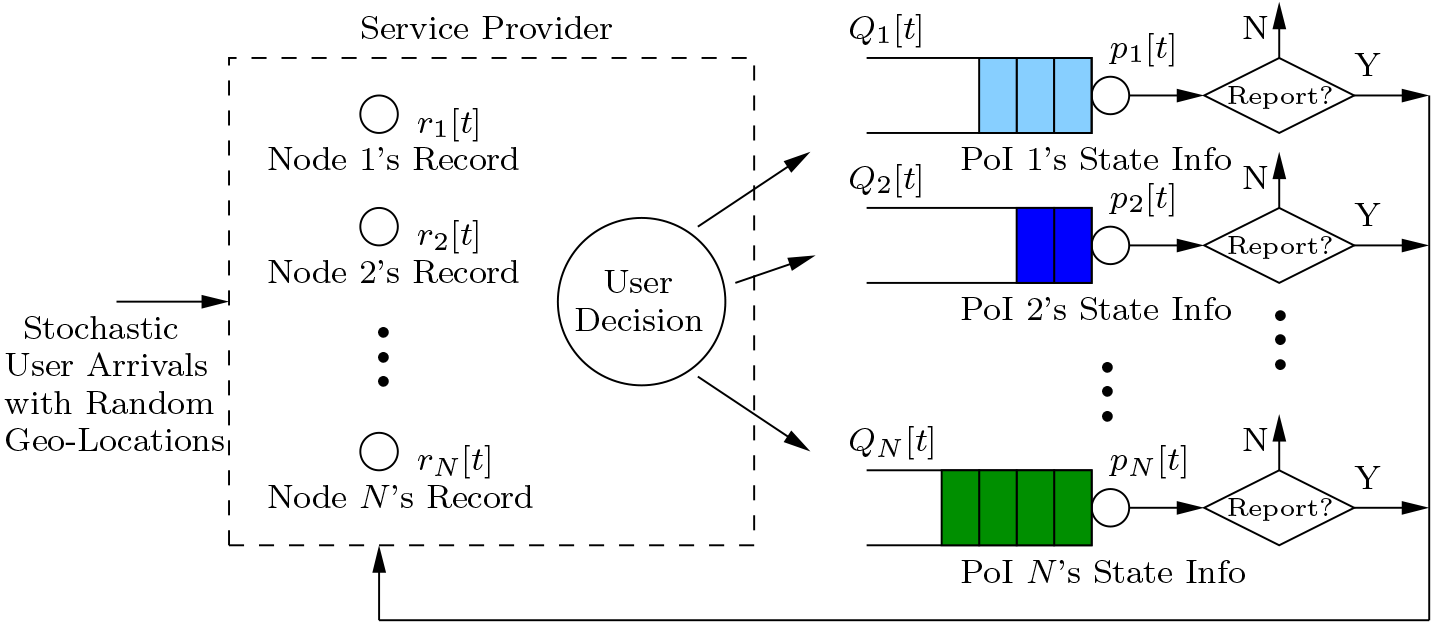 Service Provider
r_1[t]
Node 1's Record
r_2[t]
Node 2's Record
r_N[t]
Node N's Record
Stochastic
User Arrivals
with Random
Geo-Locations
User
Decision
Q_1[t]
p_1[t]
N
Report?
Y
PoI 1's State Info
Q_2[t]
p_2[t]
N
Report?
Y
PoI 2's State Info
Q_N[t]
p_N[t]
N
Report?
Y
PoI N's State Info